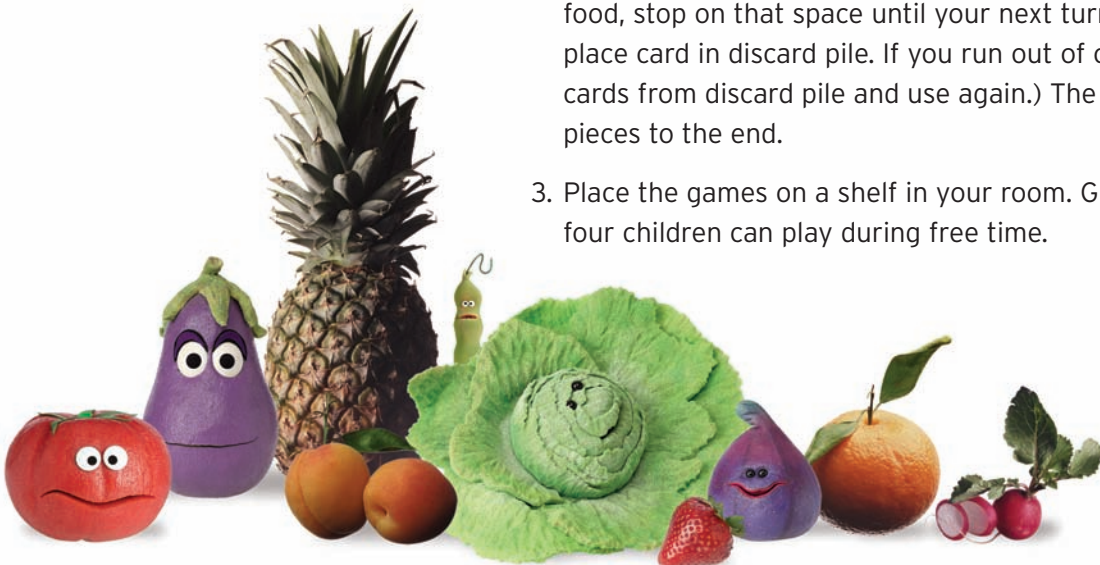 food, stop on that space until your next turn
place card in discard pile. If you run out of
cards from discard pile and use again.) The
pieces to the end.
3. Place the games on a shelf in your room.
four children can play during free time.